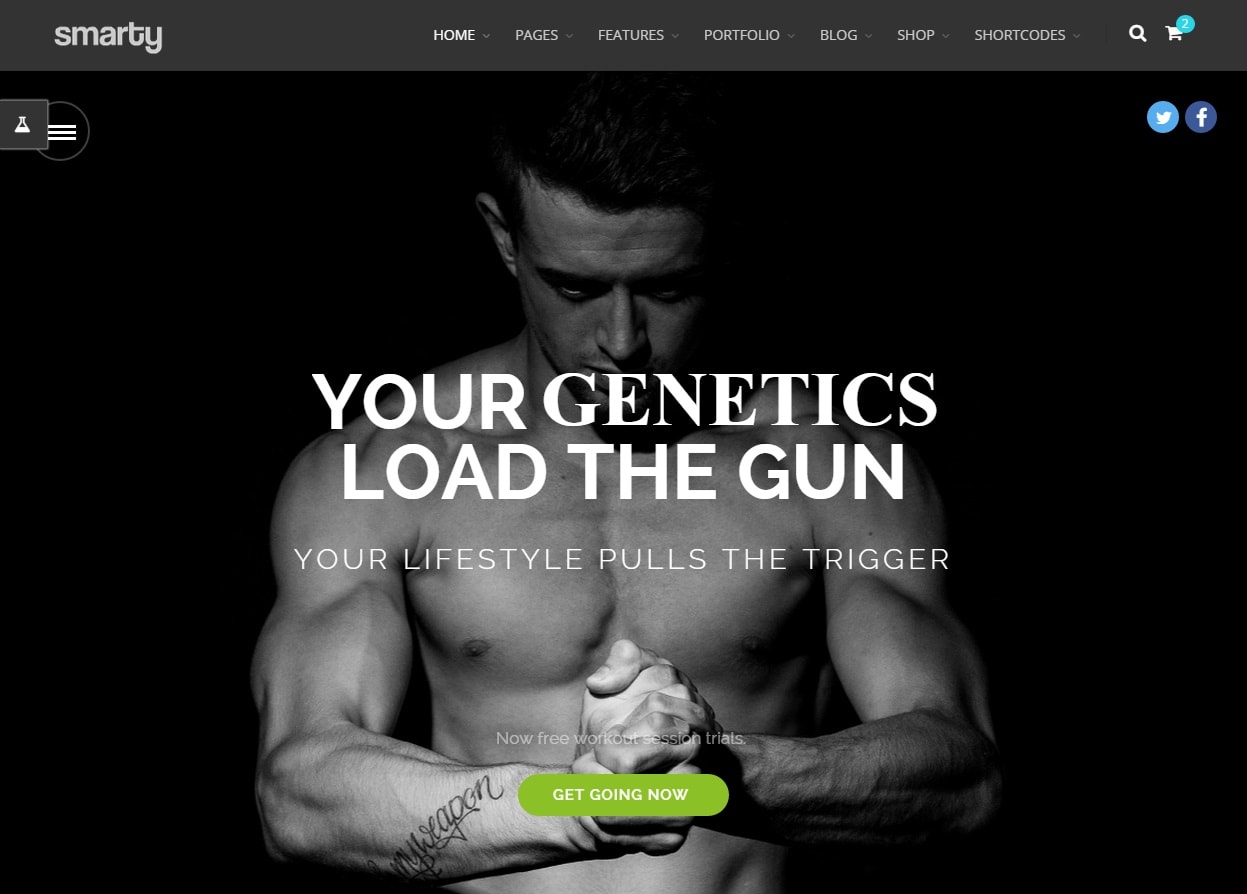 smarty
HOME PAGES FEATURES PORTFOLIO BLOG SHOP SHORTCODES 2
YOUR GENETICS
LOAD THE GUN
YOUR LIFESTYLE PULLS THE TRIGGER
Now free workout session trials.
GET GOING NOW
myweapon